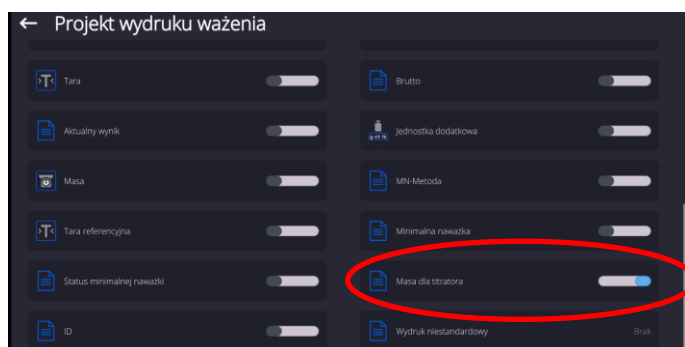 ← Projekt wydruku ważenia
Tara
Brutto
Aktualny wynik
Jednostka dodatkowa
Masa
MN-Metoda
Tara referencyjna
Minimalna naważka
Status minimalnej naważki
Masa dla titratora
ID
Wydruk niestandardowy Brak